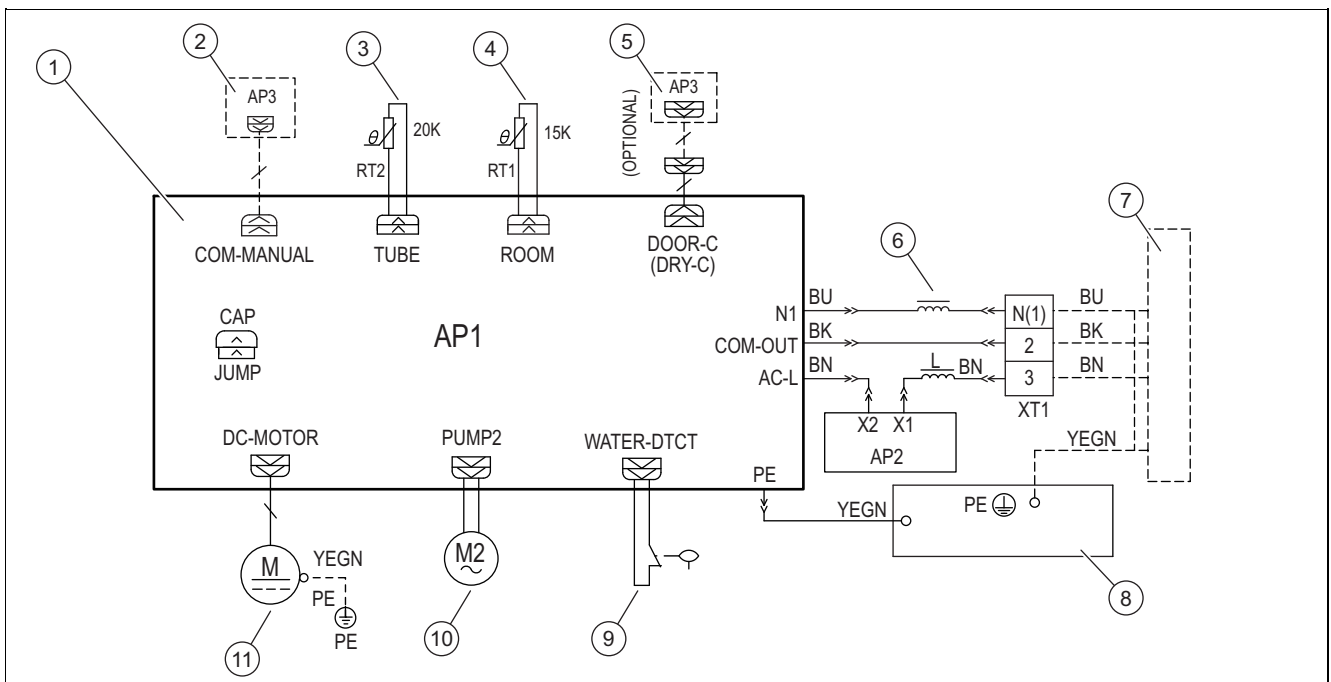 2
3
4
5
1
AP3
20K
RT2
15K
RT1
AP3
(OPTIONAL)
COM-MANUAL
TUBE
ROOM
DOOR-C
(DRY-C)
6
7
CAP
JUMP
AP1
N1
BU
N(1)
BU
COM-OUT
BK
2
BK
AC-L
BN
L
BN
3
BN
XT1
X2
X1
AP2
DC-MOTOR
PUMP2
WATER-DTCT
PE
YEGN
YEGN
PE
M
YEGN
PE
PE
M2
8
9
10
11